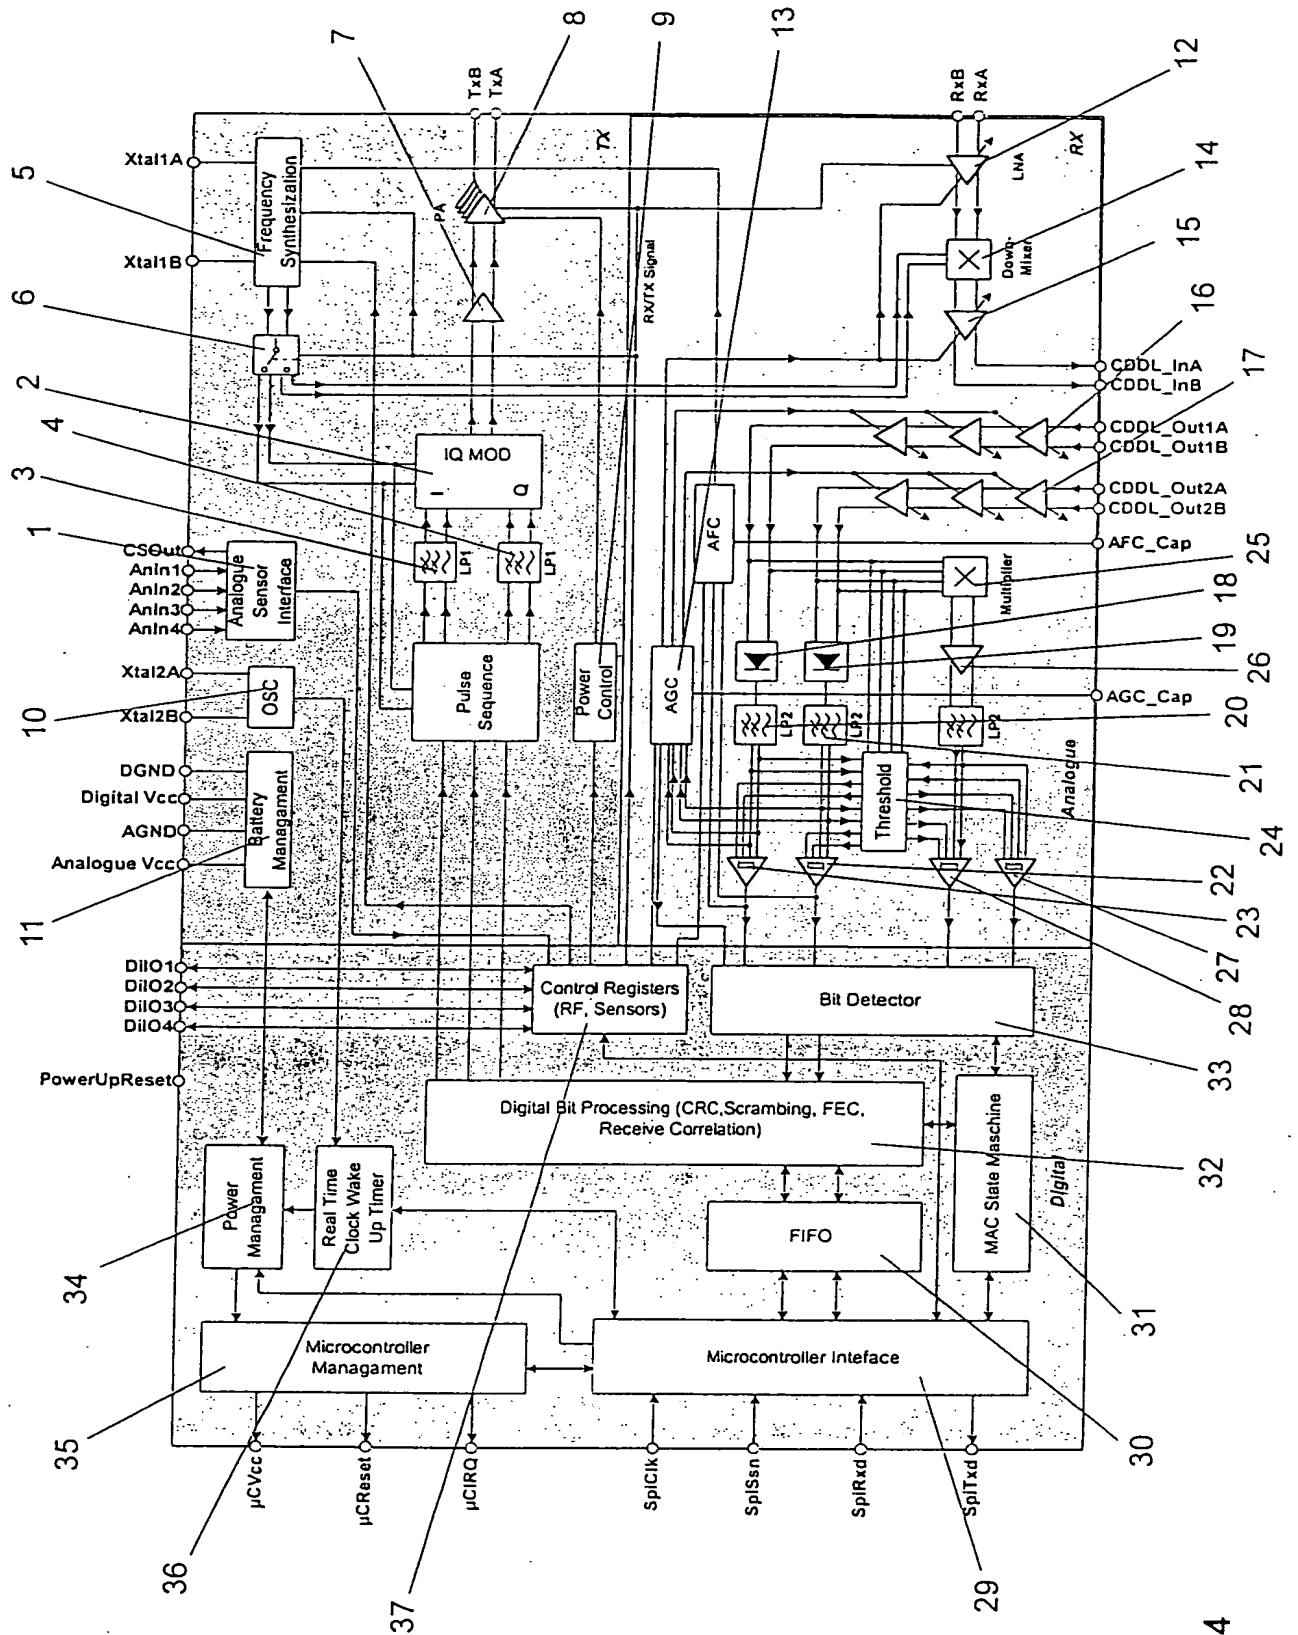 7
8
9
13
TxB
TxA
RxB
RxA
12
5
Xtal1A
Frequency
Synthesization
PA
TX
LNA
RX
14
Xtal1B
RX/TX Signal
Down-
Mixer
15
6
16
CDDL_InA
CDDL_InB
17
2
IQ MOD
I
Q
CDDL_Out1A
CDDL_Out1B
4
CDDL_Out2A
CDDL_Out2B
3
LP1
LP1
AFC
AFC_Cap
1
CSOut
AnIn1
AnIn2
AnIn3
AnIn4
Analogue
Sensor
Interface
Multiplier
25
18
19
26
Xtal2A
Xtal2B
OSC
10
Pulse
Sequence
Power
Control
AGC
AGC_Cap
LP2
LP2
LP2
20
21
DGND
Digital Vcc
AGND
Analogue Vcc
Battery
Managament
11
Threshold
Analogue
24
22
23
27
28
DiIO1
DiIO2
DiIO3
DiIO4
Control Registers
(RF, Sensors)
Bit Detector
33
PowerUpReset
Digital Bit Processing (CRC,Scrambing, FEC,
Receive Correlation)
32
Power
Managament
34
Real Time
Clock Wake
Up Timer
FIFO
MAC State Maschine
Digital
31
Microcontroller
Managament
35
Microcontroller Inteface
30
µCVcc
µCReset
µCIRQ
SpiClk
SpiSsn
SpiRxd
SpiTxd
36
37
29
4